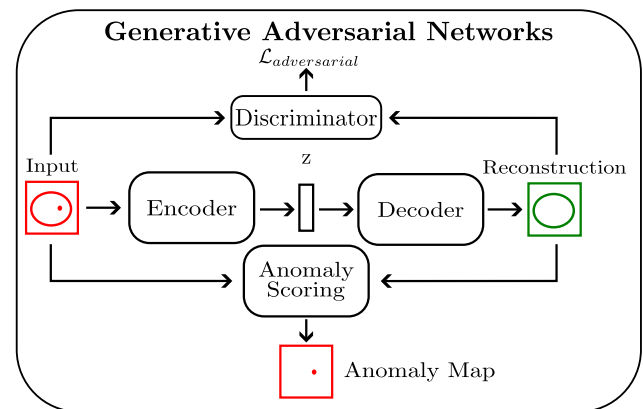 Generative Adversarial Networks
ℒ_adversarial
Discriminator
z
Input
Reconstruction
Encoder
Decoder
Anomaly
Scoring
Anomaly Map